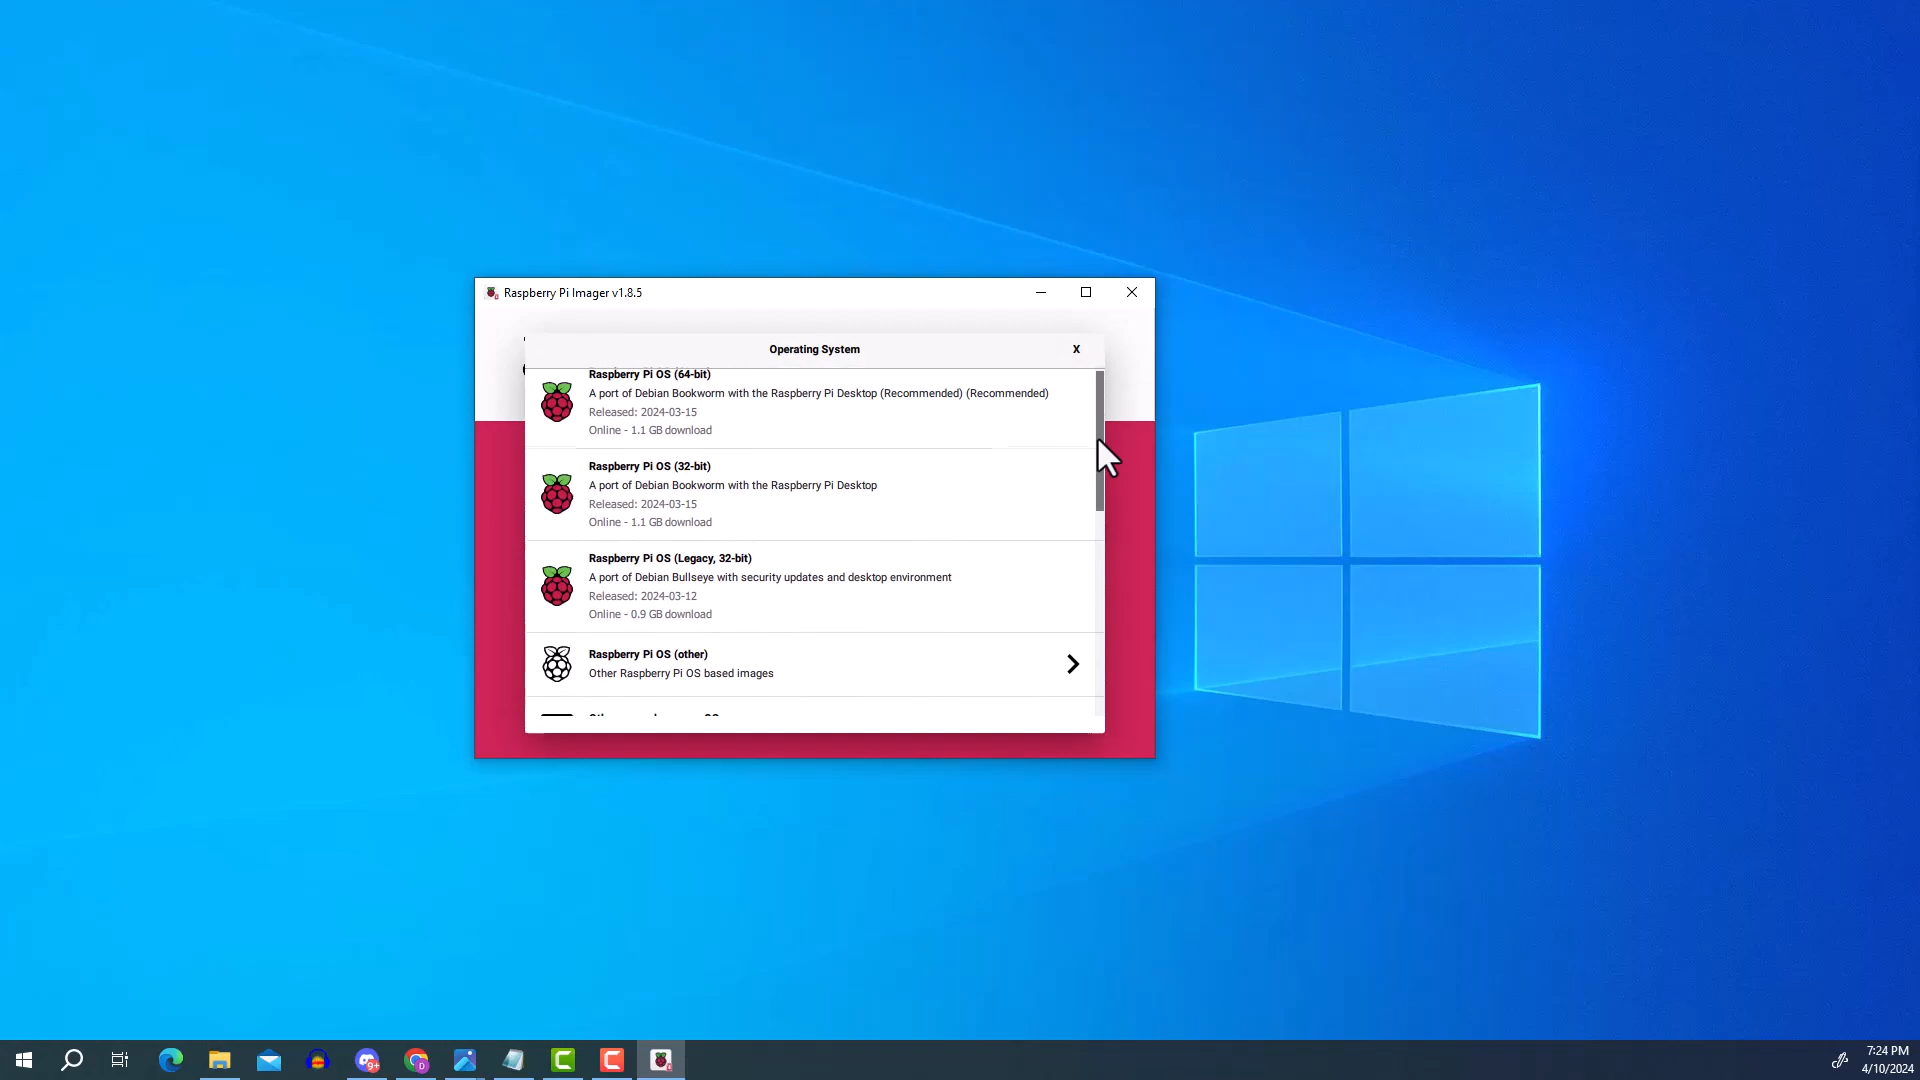 Raspberry Pi Imager v1.8.5
Operating System
X
Raspberry Pi OS (64-bit)
A port of Debian Bookworm with the Raspberry Pi Desktop (Recommended) (Recommended)
Released: 2024-03-15
Online - 1.1 GB download
Raspberry Pi OS (32-bit)
A port of Debian Bookworm with the Raspberry Pi Desktop
Released: 2024-03-15
Online - 1.1 GB download
Raspberry Pi OS (Legacy, 32-bit)
A port of Debian Bullseye with security updates and desktop environment
Released: 2024-03-12
Online - 0.9 GB download
Raspberry Pi OS (other)
Other Raspberry Pi OS based images
9+
D
7:24 PM
4/10/2024